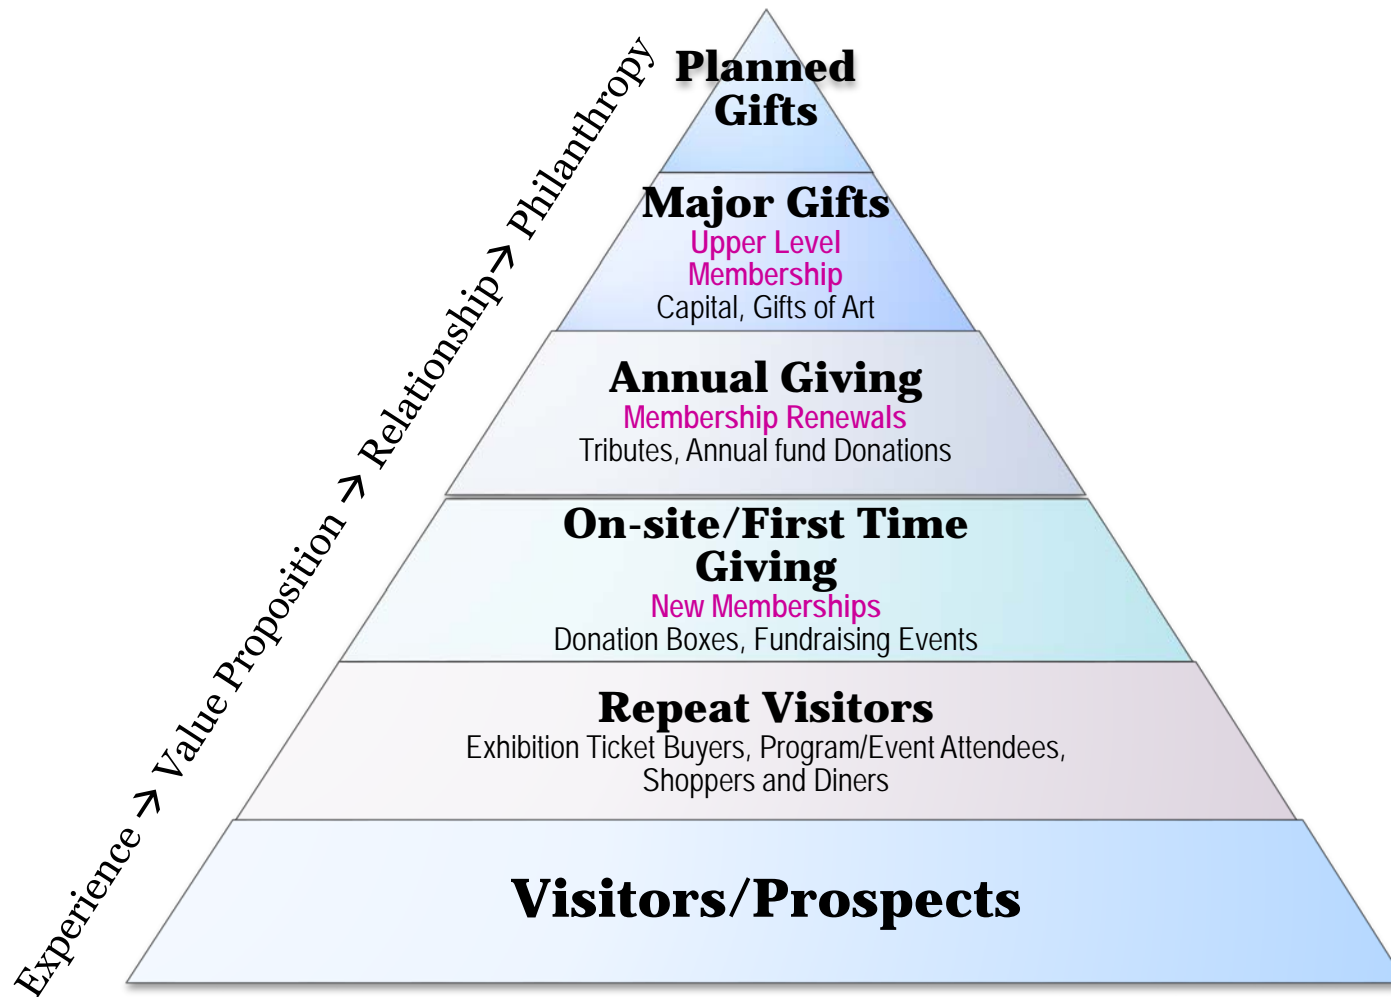 Planned
Gifts
Major Gifts
Upper Level
Membership
Capital, Gifts of Art
Annual Giving
Membership Renewals
Tributes, Annual fund Donations
On-site/First Time
Giving
New Memberships
Donation Boxes, Fundraising Events
Repeat Visitors
Exhibition Ticket Buyers, Program/Event Attendees,
Shoppers and Diners
Visitors/Prospects
Experience → Value Proposition → Relationship→ Philanthropy